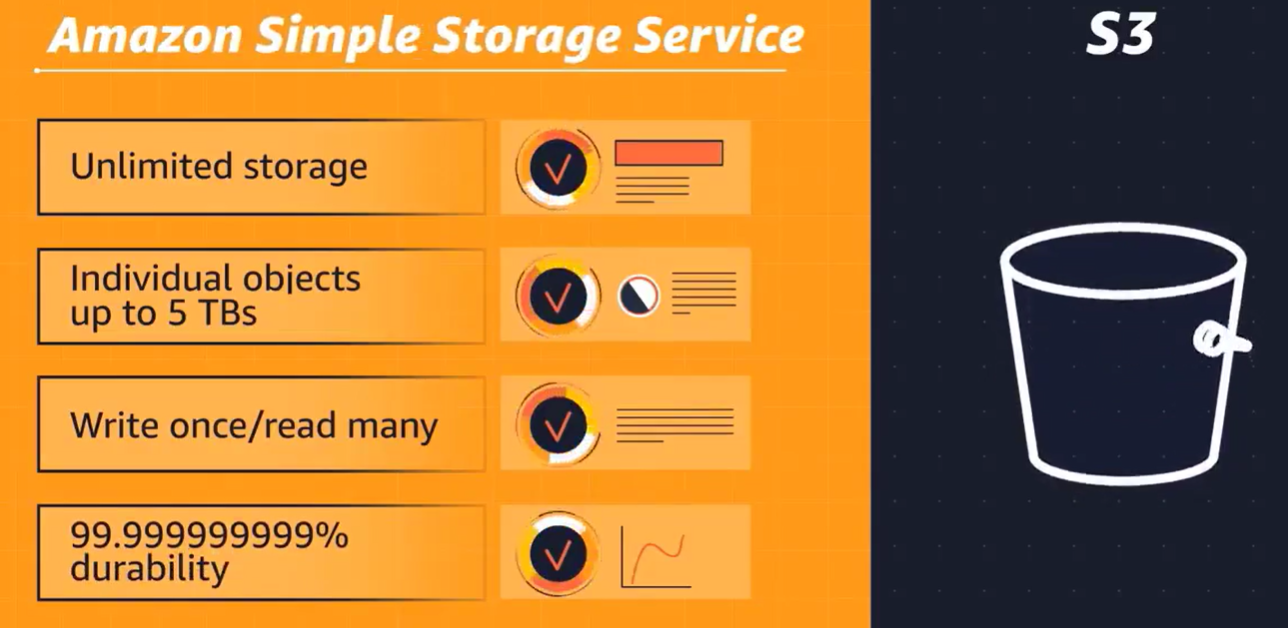 Amazon Simple Storage Service
S3
Unlimited storage
Individual objects
up to 5 TBs
Write once/read many
99.999999999%
durability